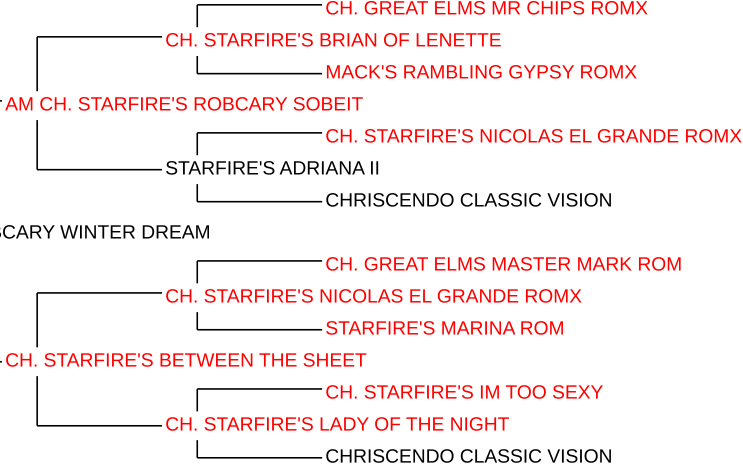 CH. GREAT ELMS MR CHIPS ROMX
CH. STARFIRE'S BRIAN OF LENETTE
MACK'S RAMBLING GYPSY ROMX
AM CH. STARFIRE'S ROBCARY SOBEIT
CH. STARFIRE'S NICOLAS EL GRANDE ROMX
STARFIRE'S ADRIANA II
CHRISCENDO CLASSIC VISION
WINTER DREAM
CH. GREAT ELMS MASTER MARK ROM
CH. STARFIRE'S NICOLAS EL GRANDE ROMX
STARFIRE'S MARINA ROM
CH. STARFIRE'S BETWEEN THE SHEET
CH. STARFIRE'S IM TOO SEXY
CH. STARFIRE'S LADY OF THE NIGHT
CHRISCENDO CLASSIC VISION